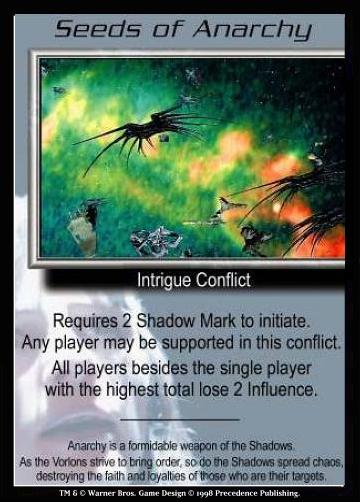 Seeds of Anarchy
Intrigue Conflict
Requires 2 Shadow Mark to initiate.
Any player may be supported in this conflict.
All players besides the single player
with the highest total lose 2 Influence.
Anarchy is a formidable weapon of the Shadows.
As the Vorlons strive to bring order, so do the Shadows spread chaos,
destroying the faith and loyalties of those who are their targets.
TM & © Warner Bros. Game Design © 1998 Precedence Publishing.